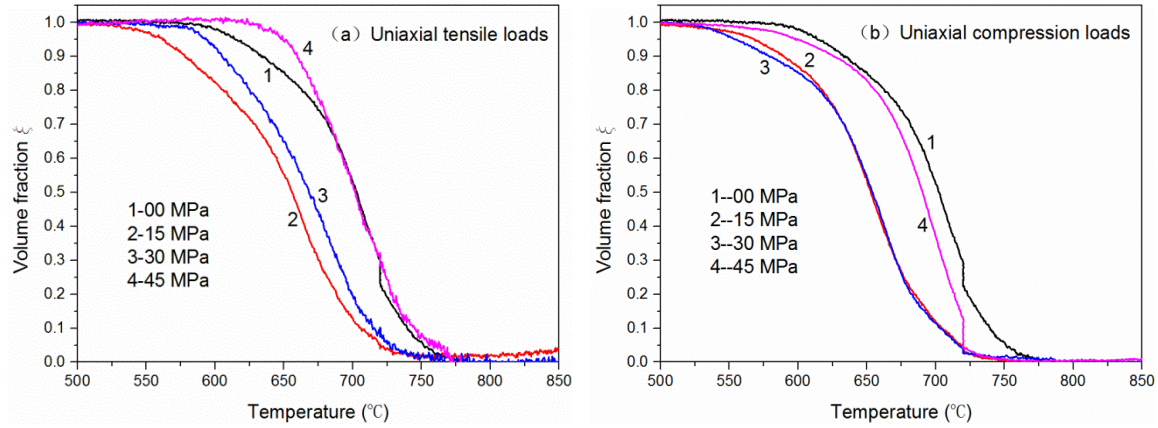 (a) Uniaxial tensile loads
Volume fraction ξ
1.0
0.9
0.8
0.7
0.6
0.5
0.4
0.3
0.2
0.1
0.0
4
1
3
2
1-00 MPa
2-15 MPa
3-30 MPa
4-45 MPa
500 550 600 650 700 750 800 850
Temperature (℃)
(b) Uniaxial compression loads
Volume fraction ξ
1.0
0.9
0.8
0.7
0.6
0.5
0.4
0.3
0.2
0.1
0.0
2
3
1
4
1--00 MPa
2--15 MPa
3--30 MPa
4--45 MPa
500 550 600 650 700 750 800 850
Temperature (℃)